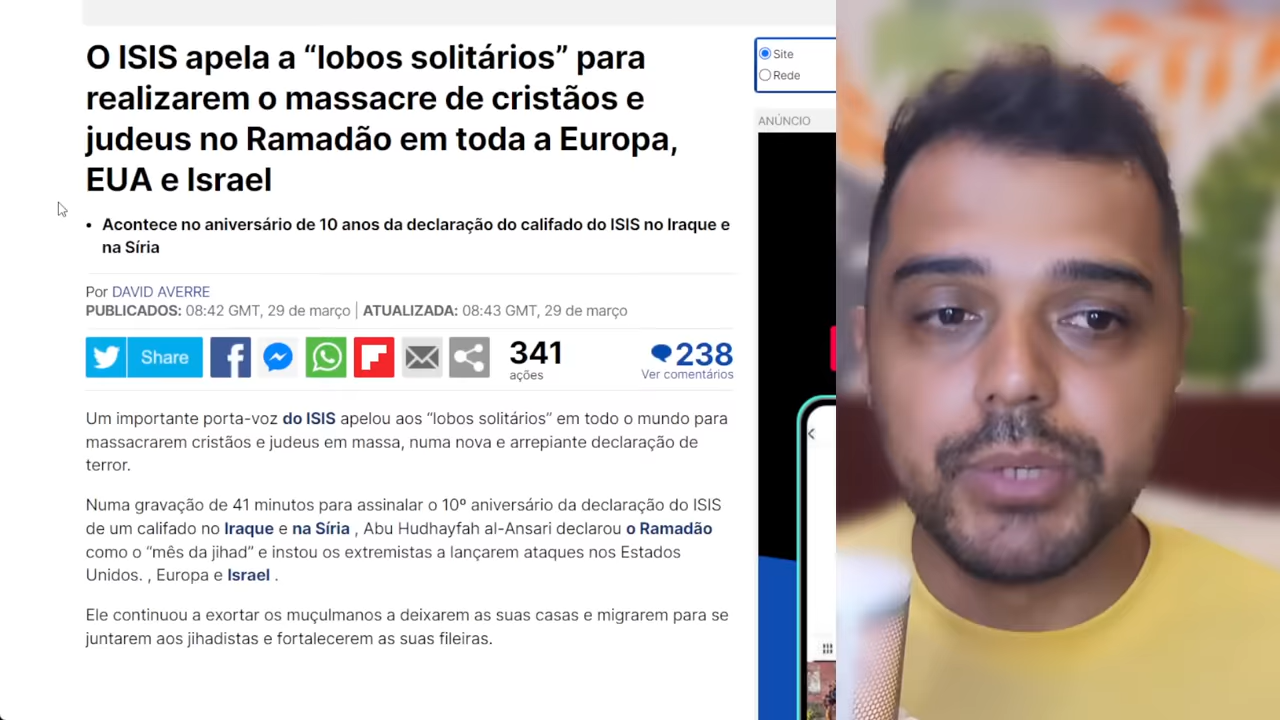 O ISIS apela a “lobos solitários” para
realizarem o massacre de cristãos e
judeus no Ramadão em toda a Europa,
EUA e Israel
• Acontece no aniversário de 10 anos da declaração do califado do ISIS no Iraque e
na Síria
Por DAVID AVERRE
PUBLICADOS: 08:42 GMT, 29 de março | ATUALIZADA: 08:43 GMT, 29 de março
Share
341
ações
238
Ver comentários
Um importante porta-voz do ISIS apelou aos “lobos solitários” em todo o mundo para
massacrarem cristãos e judeus em massa, numa nova e arrepiante declaração de
terror.
Numa gravação de 41 minutos para assinalar o 10º aniversário da declaração do ISIS
de um califado no Iraque e na Síria , Abu Hudhayfah al-Ansari declarou o Ramadão
como o “mês da jihad” e instou os extremistas a lançarem ataques nos Estados
Unidos. , Europa e Israel .
Ele continuou a exortar os muçulmanos a deixarem as suas casas e migrarem para se
juntarem aos jihadistas e fortalecerem as suas fileiras.
Site
Rede
ANÚNCIO